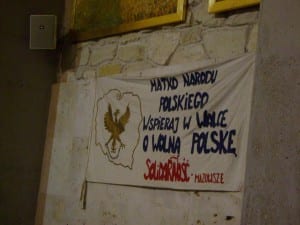 MATKO NARODU
POLSKIEGO
WSPIERAJ W WALCE
O WOLNĄ POLSKĘ
SOLIDARNOŚĆ - MAZOWSZE